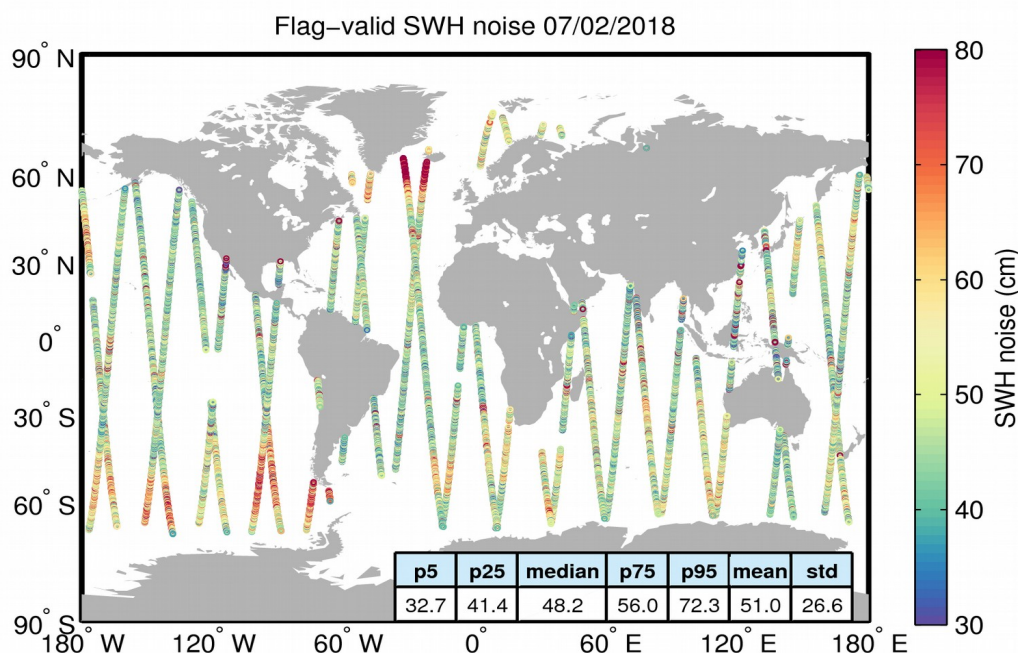 Flag−valid SWH noise 07/02/2018
90° N
60° N
30° N
0°
30° S
60° S
90° S
180° W
120° W
60° W
0°
60° E
120° E
180° E
80
70
60
50
40
30
SWH noise (cm)
p5 p25 median p75 p95 mean std
32.7 41.4 48.2 56.0 72.3 51.0 26.6